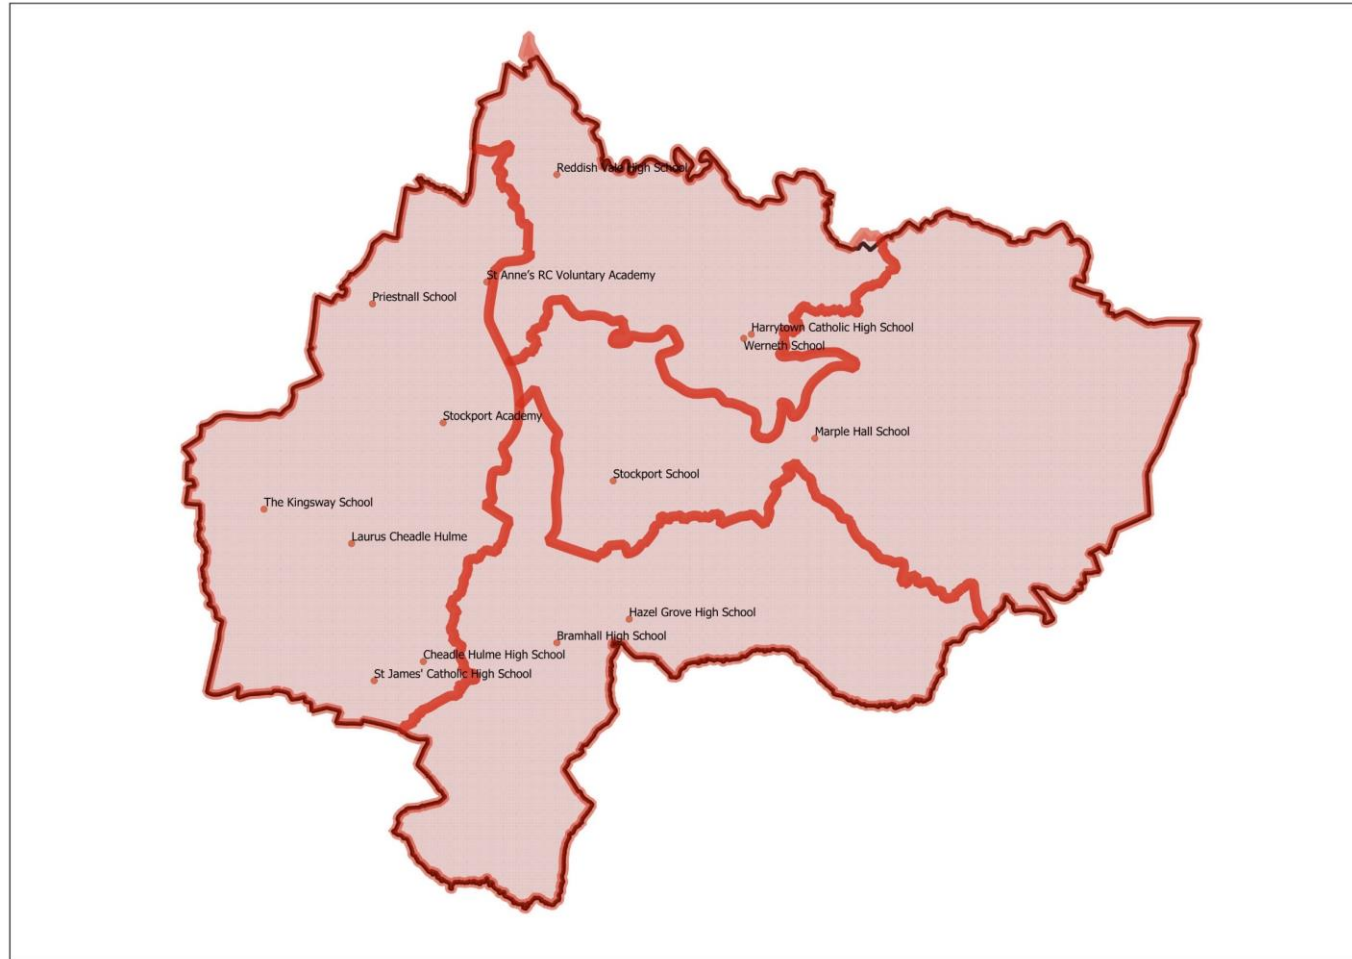 Reddish Vale High School
St Anne’s RC Voluntary Academy
Priestnall School
Harrytown Catholic High School
Werneth School
Stockport Academy
Marple Hall School
Stockport School
The Kingsway School
Laurus Cheadle Hulme
Hazel Grove High School
Bramhall High School
Cheadle Hulme High School
St James' Catholic High School